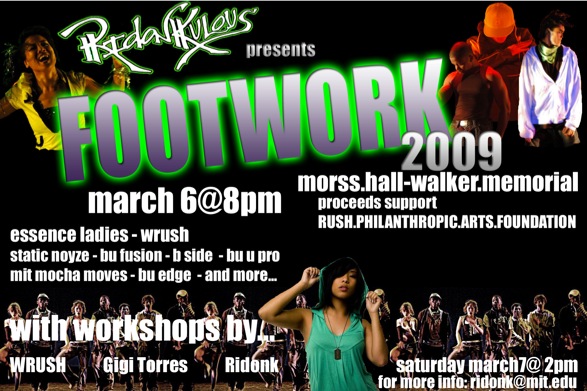 RidonKulous
presents
FOOTWORK
2009
march 6@8pm
morss.hall-walker.memorial
proceeds support
RUSH.PHILANTHROPIC.ARTS.FOUNDATION
essence ladies - wrush
static noyze - bu fusion - b side - bu u pro
mit mocha moves - bu edge - and more...
with workshops by...
WRUSH Gigi Torres Ridonk
saturday march7@ 2pm
for more info: ridonk@mit.edu